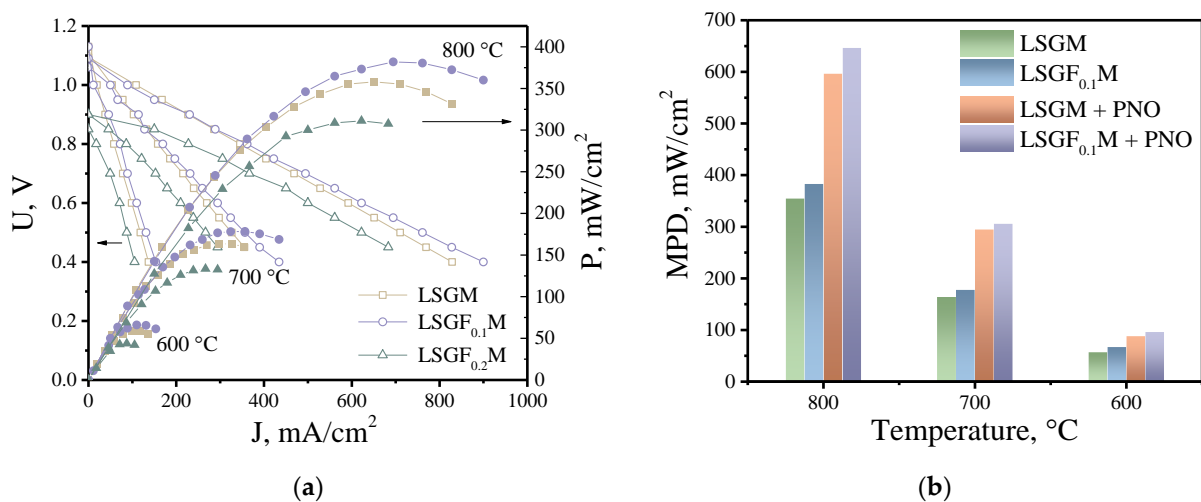 1.2
1.0
0.8
0.6
0.4
0.2
0.0
U, V
0
200
400
600
800
1000
J, mA/cm²
400
350
300
250
200
150
100
50
0
P, mW/cm²
800 °C
700 °C
600 °C
LSGM
LSGF₀.₁M
LSGF₀.₂M
(a)
700
600
500
400
300
200
100
0
MPD, mW/cm²
800
700
600
Temperature, °C
LSGM
LSGF₀.₁M
LSGM + PNO
LSGF₀.₁M + PNO
(b)